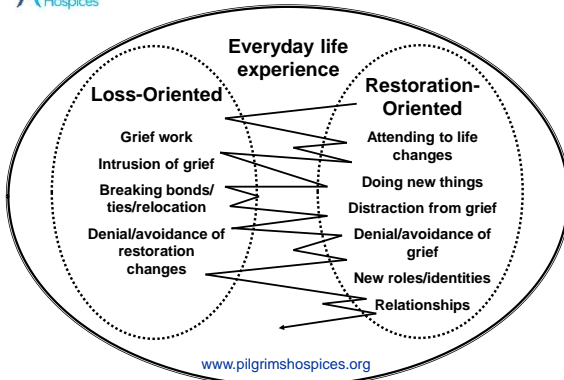 Hospices
Everyday life
experience
Loss-Oriented
Grief work
Intrusion of grief
Breaking bonds/
ties/relocation
Denial/avoidance of
restoration
changes
Restoration-
Oriented
Attending to life
changes
Doing new things
Distraction from grief
Denial/avoidance of
grief
New roles/identities
Relationships
www.pilgrimshospices.org